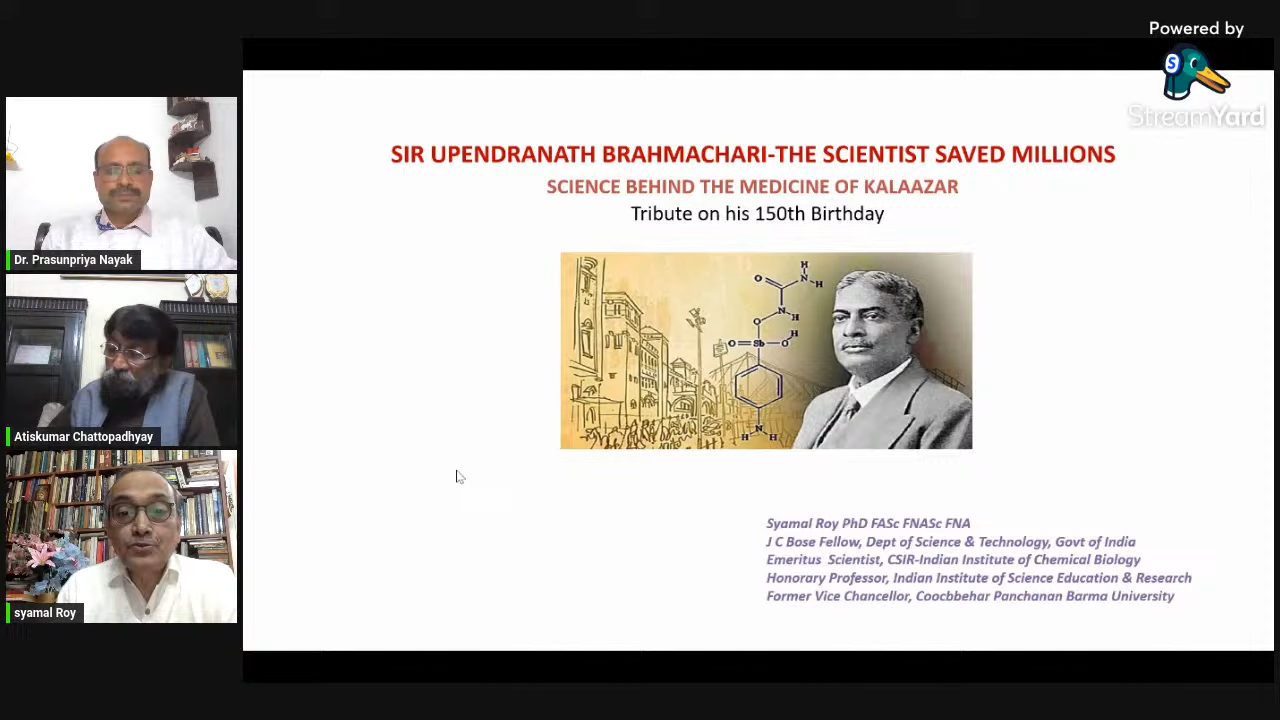 Powered by
S
StreamYard
SIR UPENDRANATH BRAHMACHARI-THE SCIENTIST SAVED MILLIONS
SCIENCE BEHIND THE MEDICINE OF KALAAZAR
Tribute on his 150th Birthday
H
O
N
H
N
H
O
H
O
Sb
O
N
H
H
Dr. Prasunpriya Nayak
Atiskumar Chattopadhyay
syamal Roy
Syamal Roy PhD FASc FNASc FNA
J C Bose Fellow, Dept of Science & Technology, Govt of India
Emeritus Scientist, CSIR-Indian Institute of Chemical Biology
Honorary Professor, Indian Institute of Science Education & Research
Former Vice Chancellor, Coocbbehar Panchanan Barma University